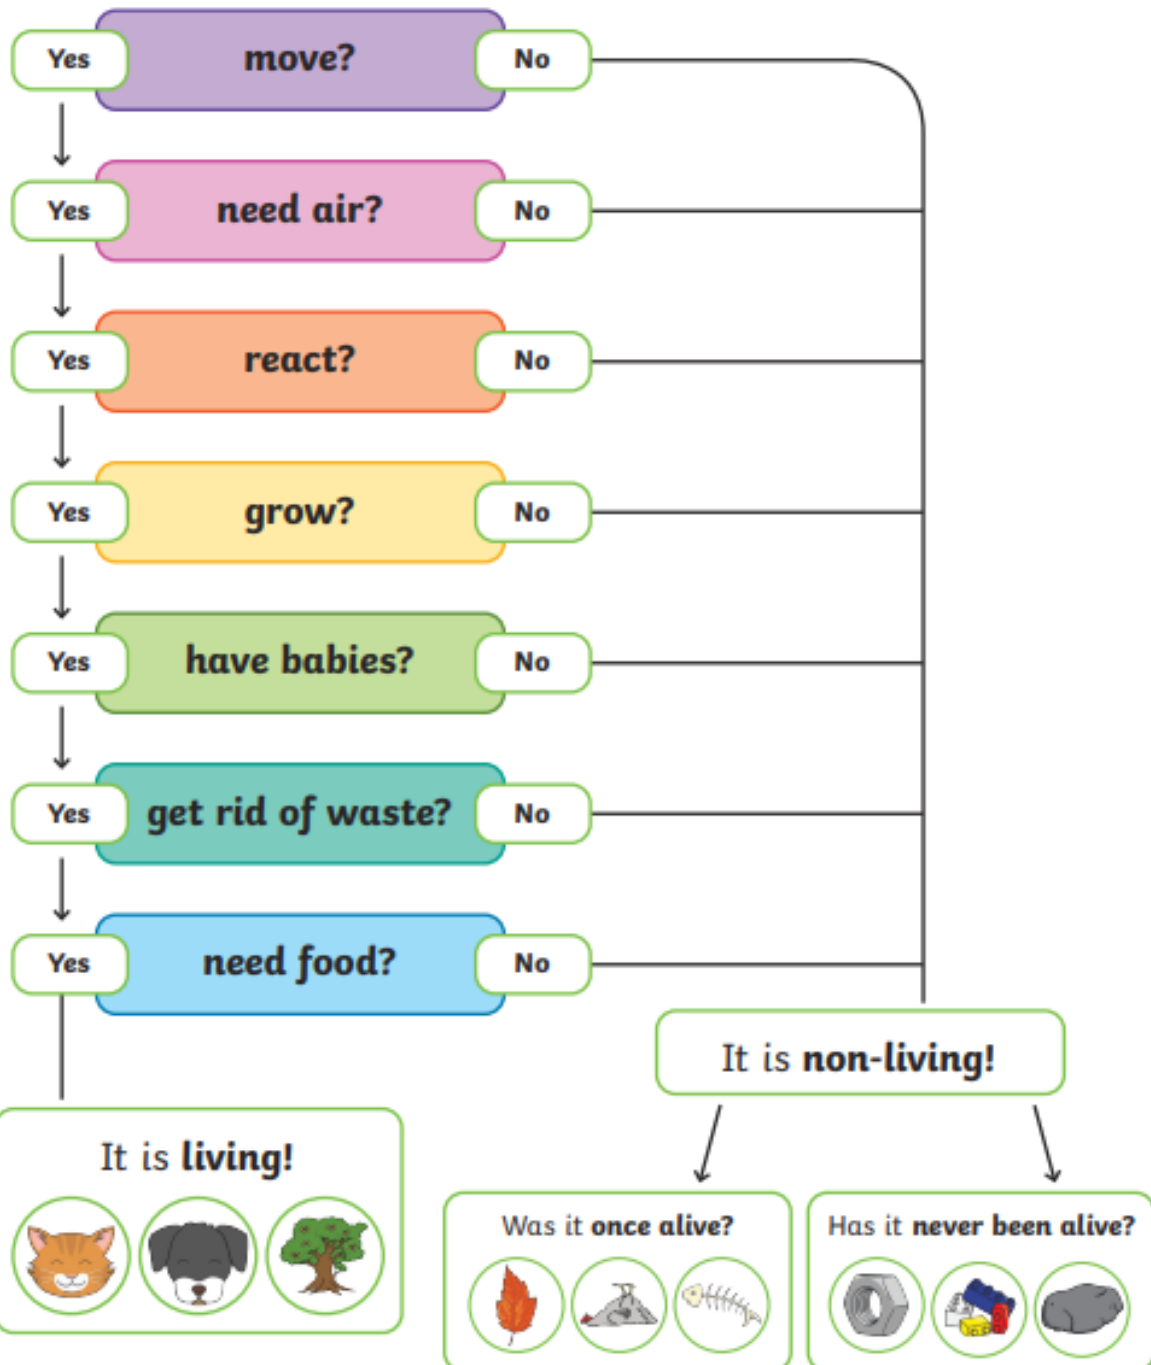 Yes move? No
Yes need air? No
Yes react? No
Yes grow? No
Yes have babies? No
Yes get rid of waste? No
Yes need food? No
It is non-living!
It is living!
Was it once alive?
Has it never been alive?